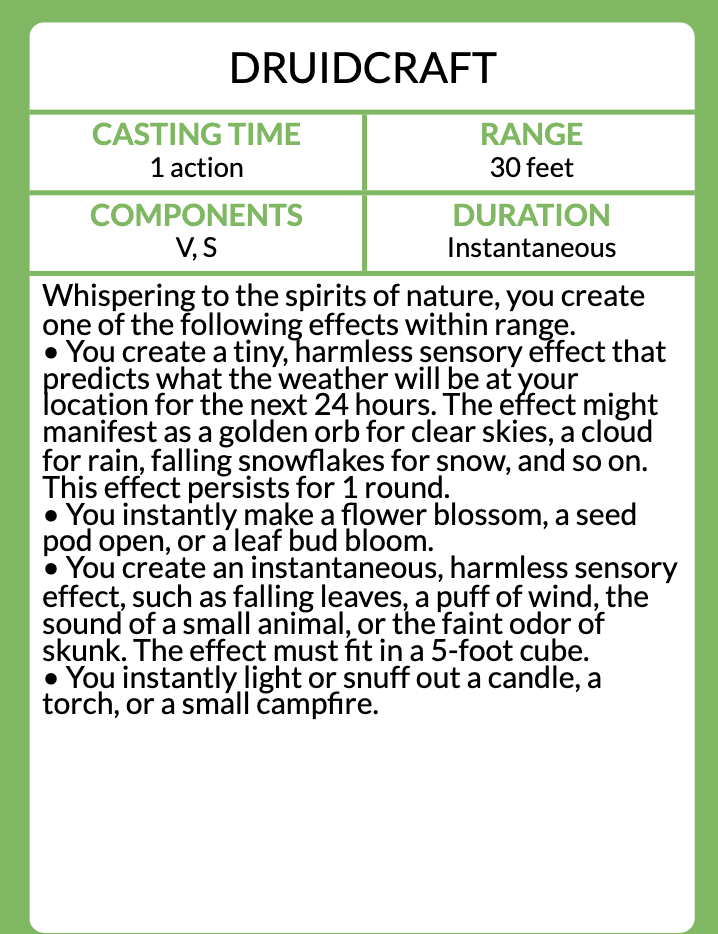 DRUIDCRAFT
CASTING TIME
1 action
RANGE
30 feet
COMPONENTS
V, S
DURATION
Instantaneous
Whispering to the spirits of nature, you create
one of the following effects within range.
• You create a tiny, harmless sensory effect that
predicts what the weather will be at your
location for the next 24 hours. The effect might
manifest as a golden orb for clear skies, a cloud
for rain, falling snowflakes for snow, and so on.
This effect persists for 1 round.
• You instantly make a flower blossom, a seed
pod open, or a leaf bud bloom.
• You create an instantaneous, harmless sensory
effect, such as falling leaves, a puff of wind, the
sound of a small animal, or the faint odor of
skunk. The effect must fit in a 5-foot cube.
• You instantly light or snuff out a candle, a
torch, or a small campfire.